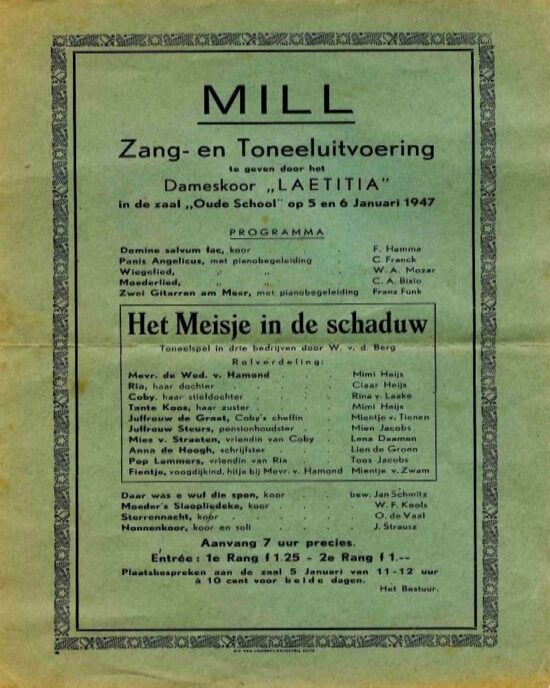 MILL
Zang- en Toneeluitvoering
te geven door het
Dameskoor „LAETITIA"
in de zaal „Oude School" op 5 en 6 Januari 1947
PROGRAMMA
Domine salvum fac, koor . . . . F. Hamma
Panis Angelicus, met pianobegeleiding . . C. Franck
Wiegelied, „ „ . . W. A. Mozar
Moederlied, „ „ . . C. A. Bixio
Zwei Gitarren am Meer, met pianobegeleiding Franz Funk
Het Meisje in de schaduw
Toneelspel in drie bedrijven door W. v. d. Berg
Rolverdeling:
Mevr. de Wed. v. Hamond . . . Mimi Heijs
Ria, haar dochter . . . . Claar Heijs
Coby, haar stiefdochter . . . Rina v. Laake
Tante Koos, haar zuster . . . Mimi Heijs
Juffrouw de Graat, Coby's cheffin . . Mientje v. Tienen
Juffrouw Steurs, pensionhoudster . . Mien Jacobs
Mies v. Straeten, vriendin van Coby . Lena Daamen
Anna de Hoogh, schrijfster . . Lien de Groen
Pop Lammers, vriendin van Ria . . Toos Jacobs
Fientje, voogdijkind, hitje bij Mevr. v. Hamond Mientje v. Zwam
Daar was e wuf die spon, koor . . bew. Jan Schmitz
Moeder's Slaapliedeke, koor . . . W. F. Kools
Sterrennacht, koor . . . . O. de Vaal
Nonnenkoor, koor en soli . . . J. Strausz
Aanvang 7 uur precies.
Entrée: 1e Rang f 1.25 - 2e Rang f 1.--
Plaatsbespreken aan de zaal 5 Januari van 11-12 uur
à 10 cent voor beide dagen.
Het Bestuur.